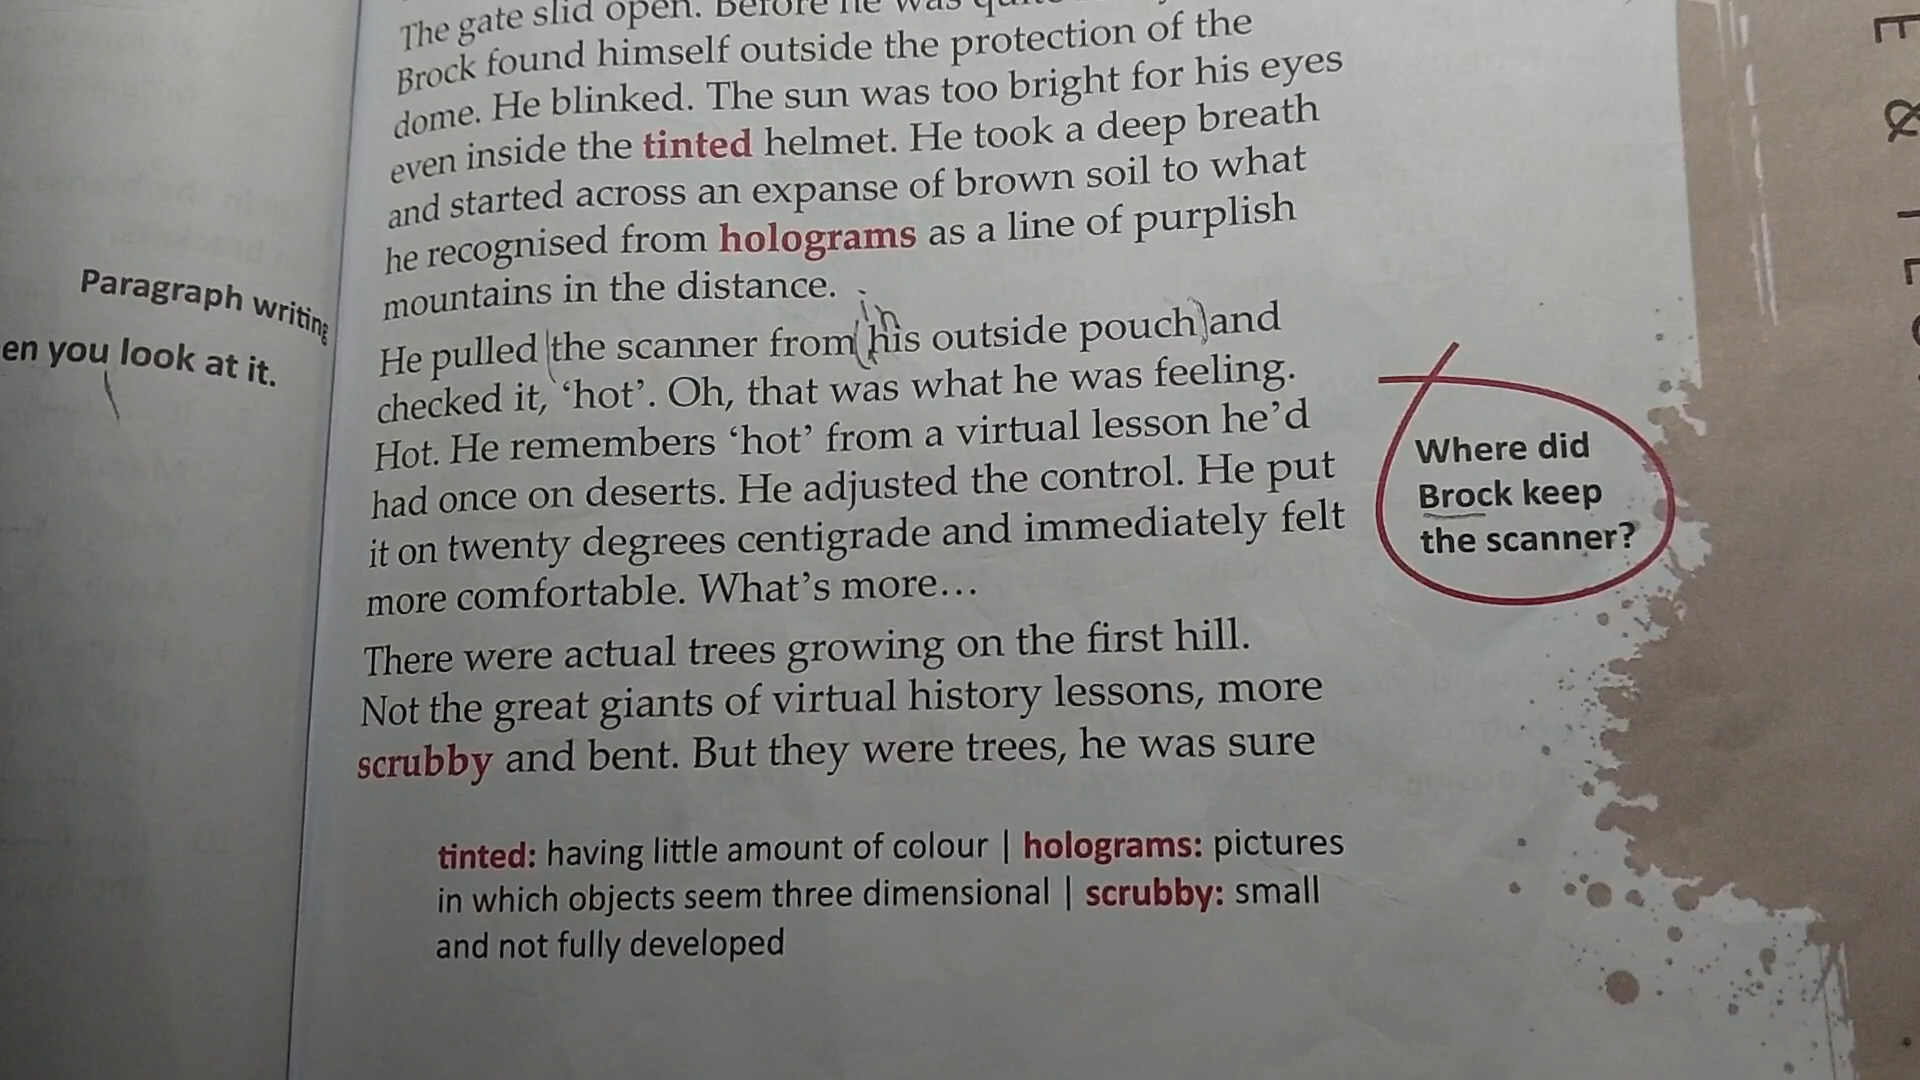 The gate slid open. Before he was
Brock found himself outside the protection of the
dome. He blinked. The sun was too bright for his eyes
even inside the tinted helmet. He took a deep breath
and started across an expanse of brown soil to what
he recognised from holograms as a line of purplish
mountains in the distance.
in
He pulled the scanner from his outside pouch and
checked it, ‘hot’. Oh, that was what he was feeling.
Hot. He remembers ‘hot’ from a virtual lesson he’d
had once on deserts. He adjusted the control. He put
it on twenty degrees centigrade and immediately felt
more comfortable. What’s more...
There were actual trees growing on the first hill.
Not the great giants of virtual history lessons, more
scrubby and bent. But they were trees, he was sure
tinted: having little amount of colour | holograms: pictures
in which objects seem three dimensional | scrubby: small
and not fully developed
Where did
Brock keep
the scanner?
Paragraph writing
en you look at it.